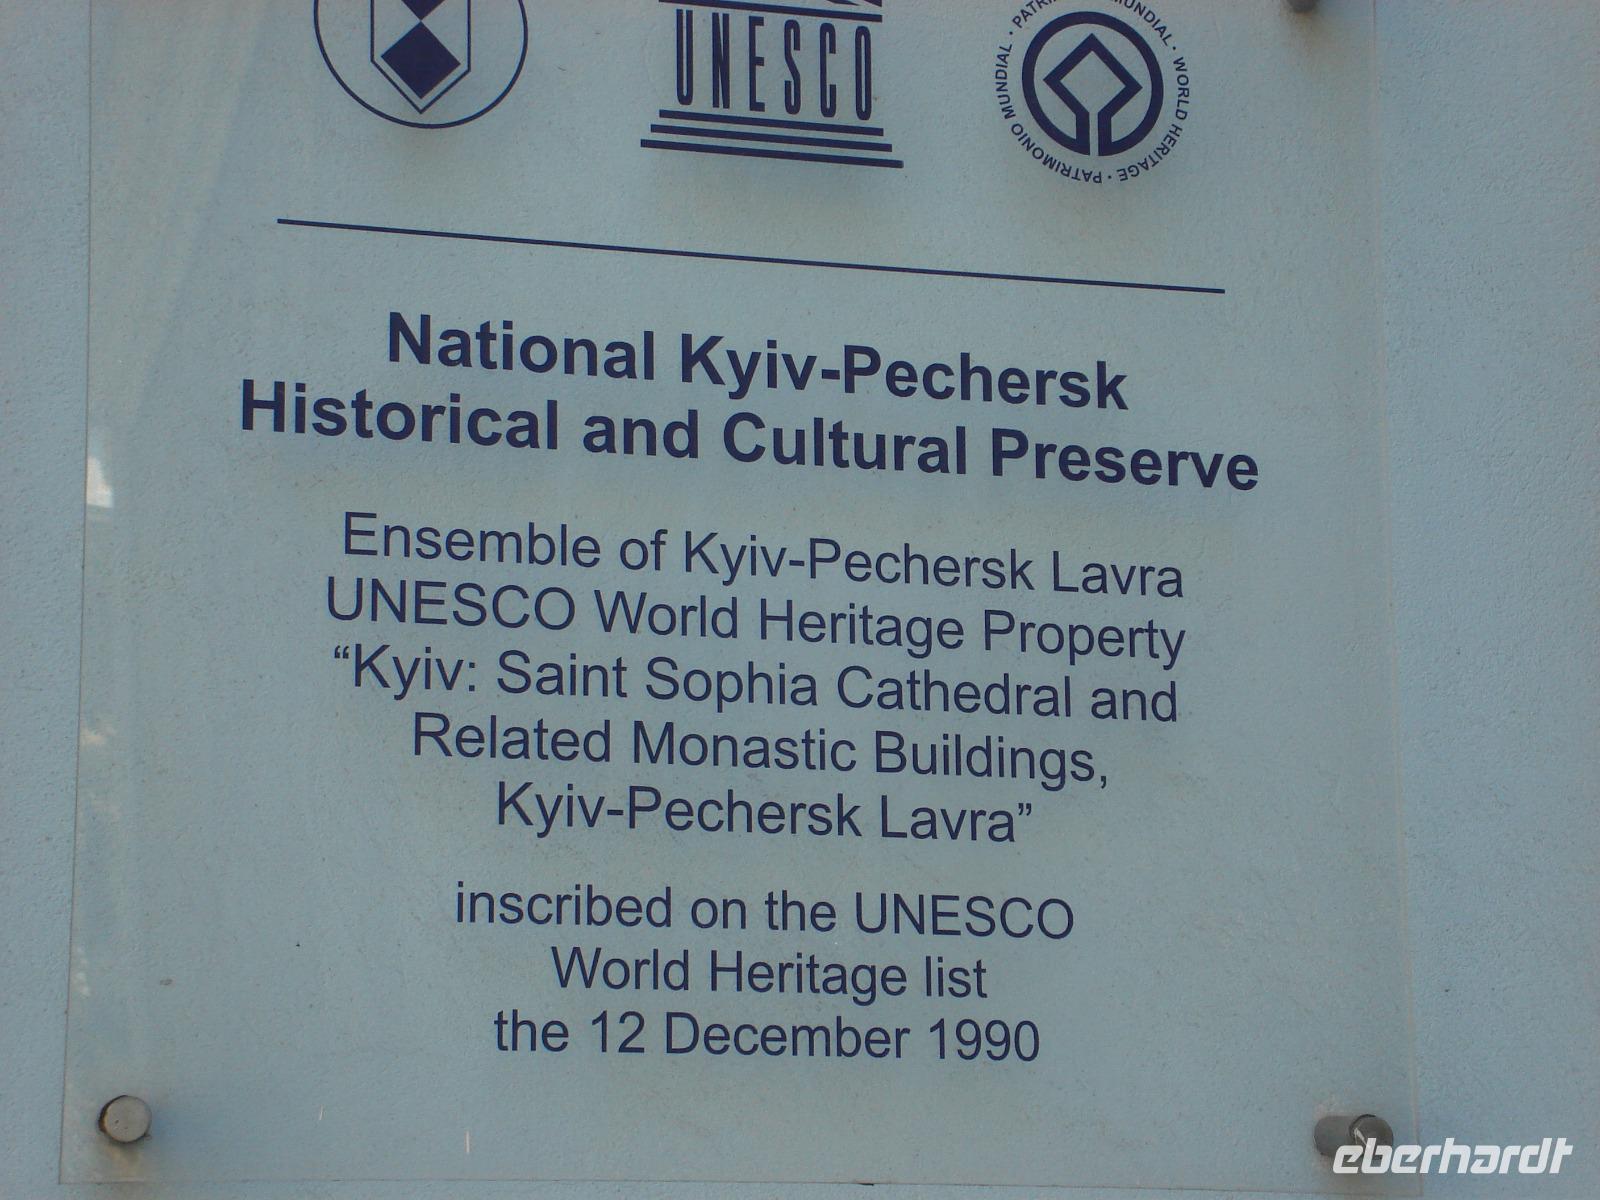 UNESCO
PATRIMONIO MUNDIAL · WORLD HERITAGE ·
National Kyiv-Pechersk
Historical and Cultural Preserve
Ensemble of Kyiv-Pechersk Lavra
UNESCO World Heritage Property
“Kyiv: Saint Sophia Cathedral and
Related Monastic Buildings,
Kyiv-Pechersk Lavra”
inscribed on the UNESCO
World Heritage list
the 12 December 1990
eberhardt